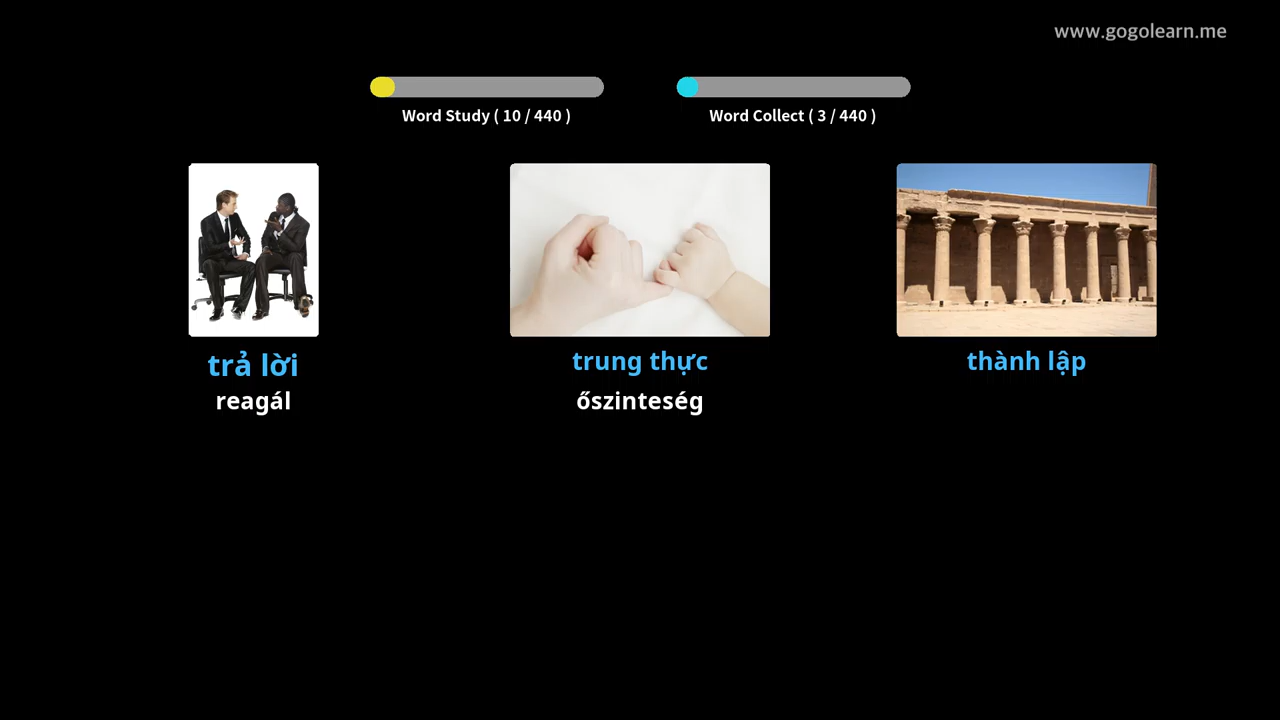 www.gogolearn.me
Word Study ( 10 / 440 )
Word Collect ( 3 / 440 )
trả lời
reagál
trung thực
őszinteség
thành lập